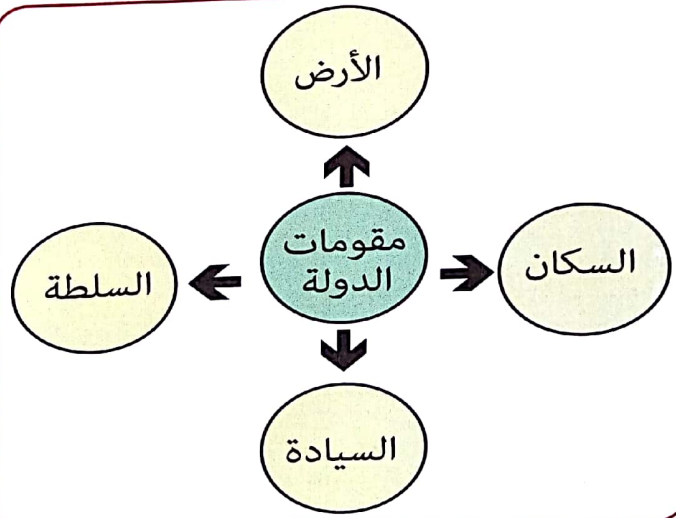 الأرض
مقومات
الدولة
السكان
السلطة
السيادة